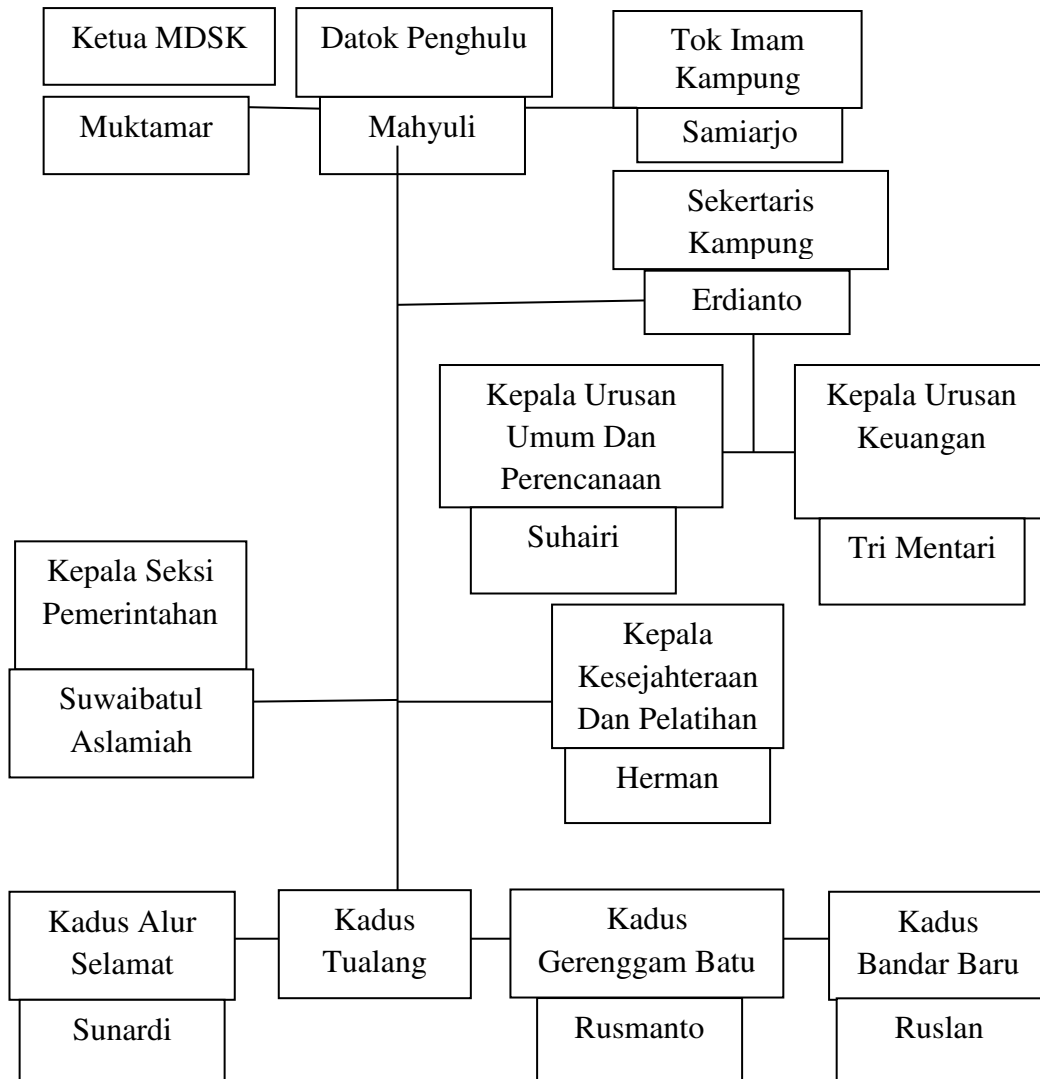 Ketua MDSK
Muktamar
Datok Penghulu
Mahyuli
Tok Imam
Kampung
Samiarjo
Sekertaris
Kampung
Erdianto
Kepala Urusan
Umum Dan
Perencanaan
Suhairi
Kepala Urusan
Keuangan
Tri Mentari
Kepala Seksi
Pemerintahan
Suwaibatul
Aslamiah
Kepala
Kesejahteraan
Dan Pelatihan
Herman
Kadus Alur
Selamat
Sunardi
Kadus
Tualang
Kadus
Gerenggam Batu
Rusmanto
Kadus
Bandar Baru
Ruslan